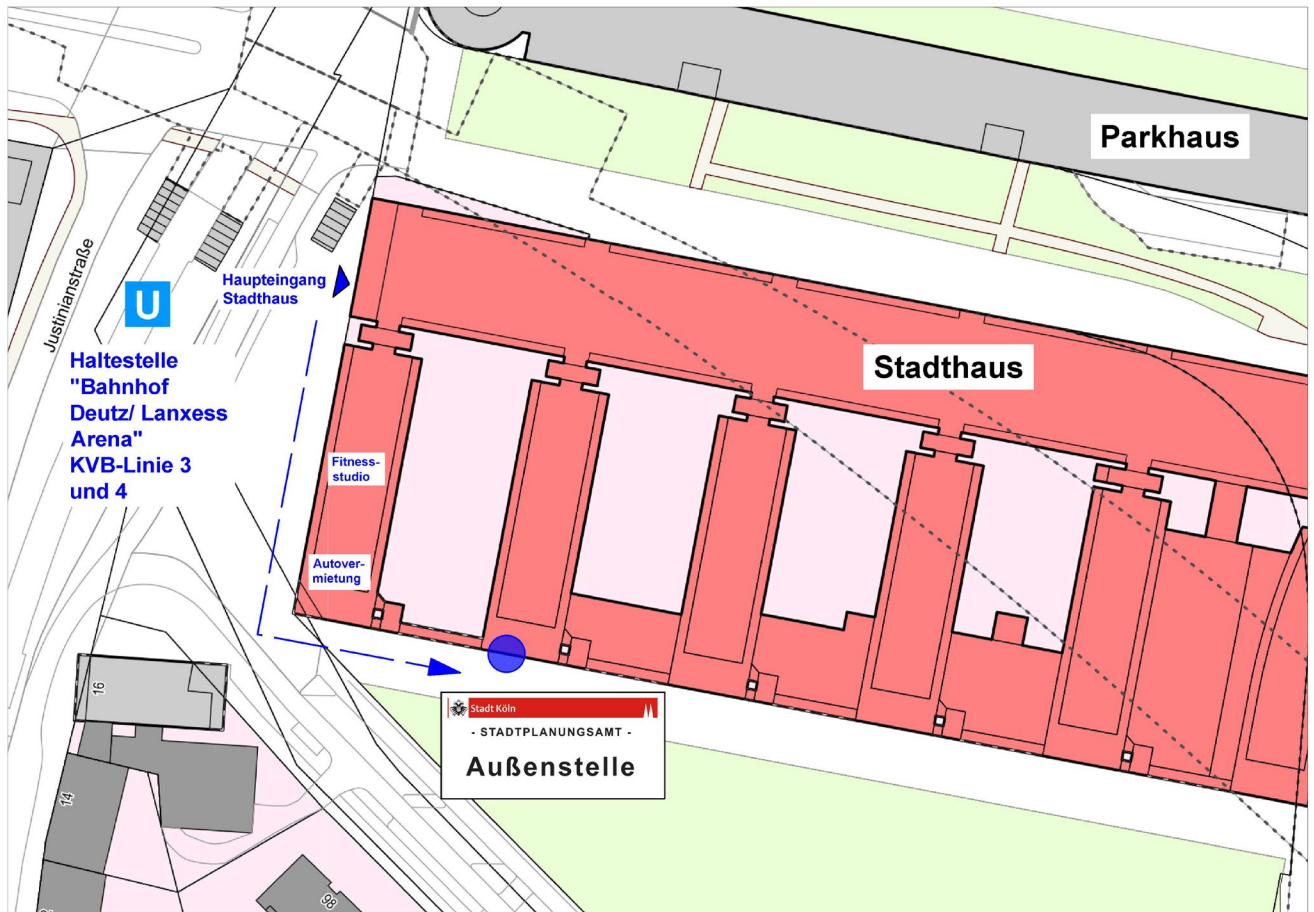 Parkhaus
Justinianstraße
U
Haupteingang
Stadthaus
Haltestelle
"Bahnhof
Deutz/ Lanxess
Arena"
KVB-Linie 3
und 4
Stadthaus
Fitness-
studio
Autover-
mietung
Stadt Köln
- STADTPLANUNGSAMT -
Außenstelle
16
14
98